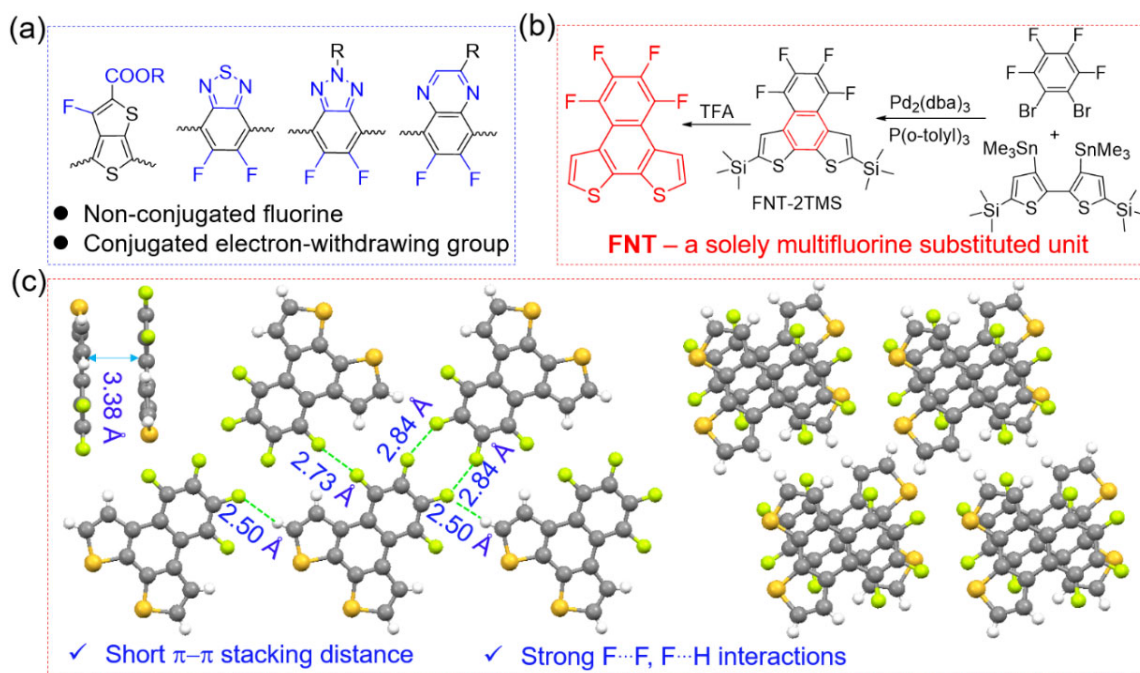 (a)
COOR
F
S
S
S
N N
F F
R
N
N N
F F
R
N N
F F
● Non-conjugated fluorine
● Conjugated electron-withdrawing group
(b)
F F
F F
S S
TFA
F F
F F
Si S S Si
FNT-2TMS
Pd₂(dba)₃
P(o-tolyl)₃
F F
F F
Br Br
+
Me₃Sn SnMe₃
Si S S Si
FNT – a solely multifluorine substituted unit
(c)
3.38 Å
2.73 Å
2.84 Å
2.84 Å
2.50 Å
2.50 Å
✓ Short π–π stacking distance
✓ Strong F···F, F···H interactions